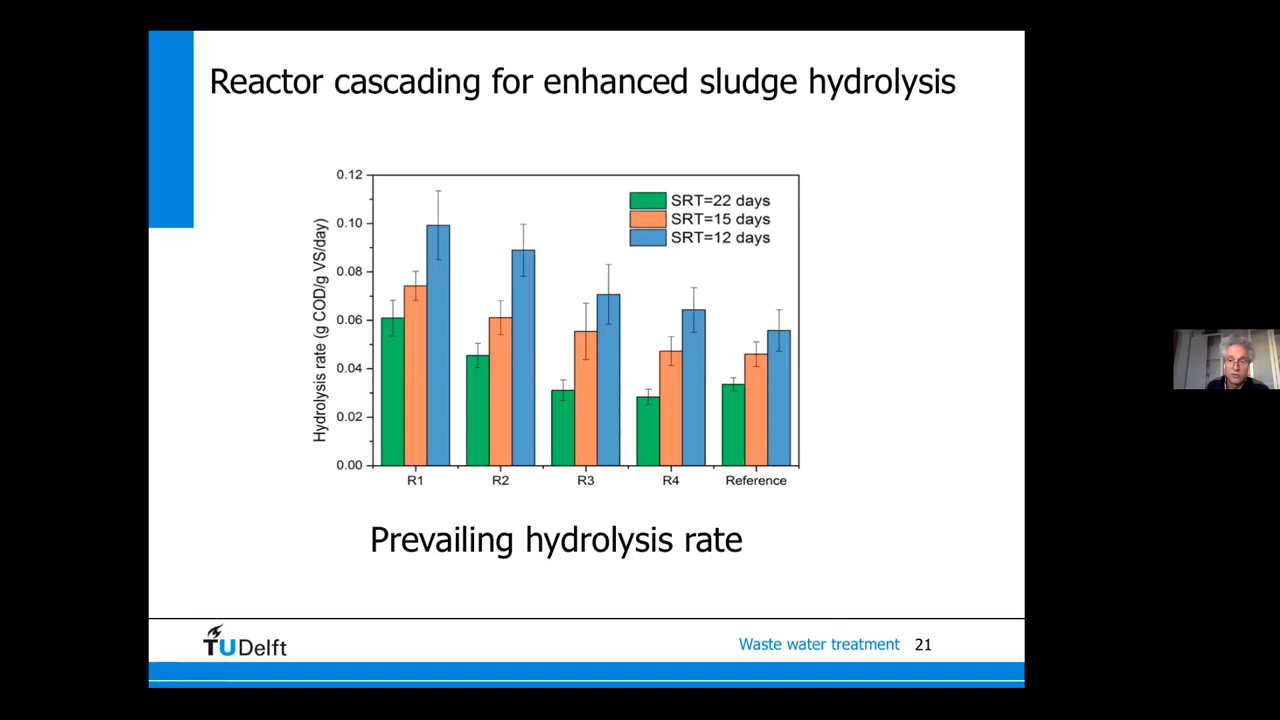 Reactor cascading for enhanced sludge hydrolysis
0.12
0.10
0.08
0.06
0.04
0.02
0.00
Hydrolysis rate (g COD/g VS/day)
SRT=22 days
SRT=15 days
SRT=12 days
R1 R2 R3 R4 Reference
Prevailing hydrolysis rate
TU Delft
Waste water treatment 21